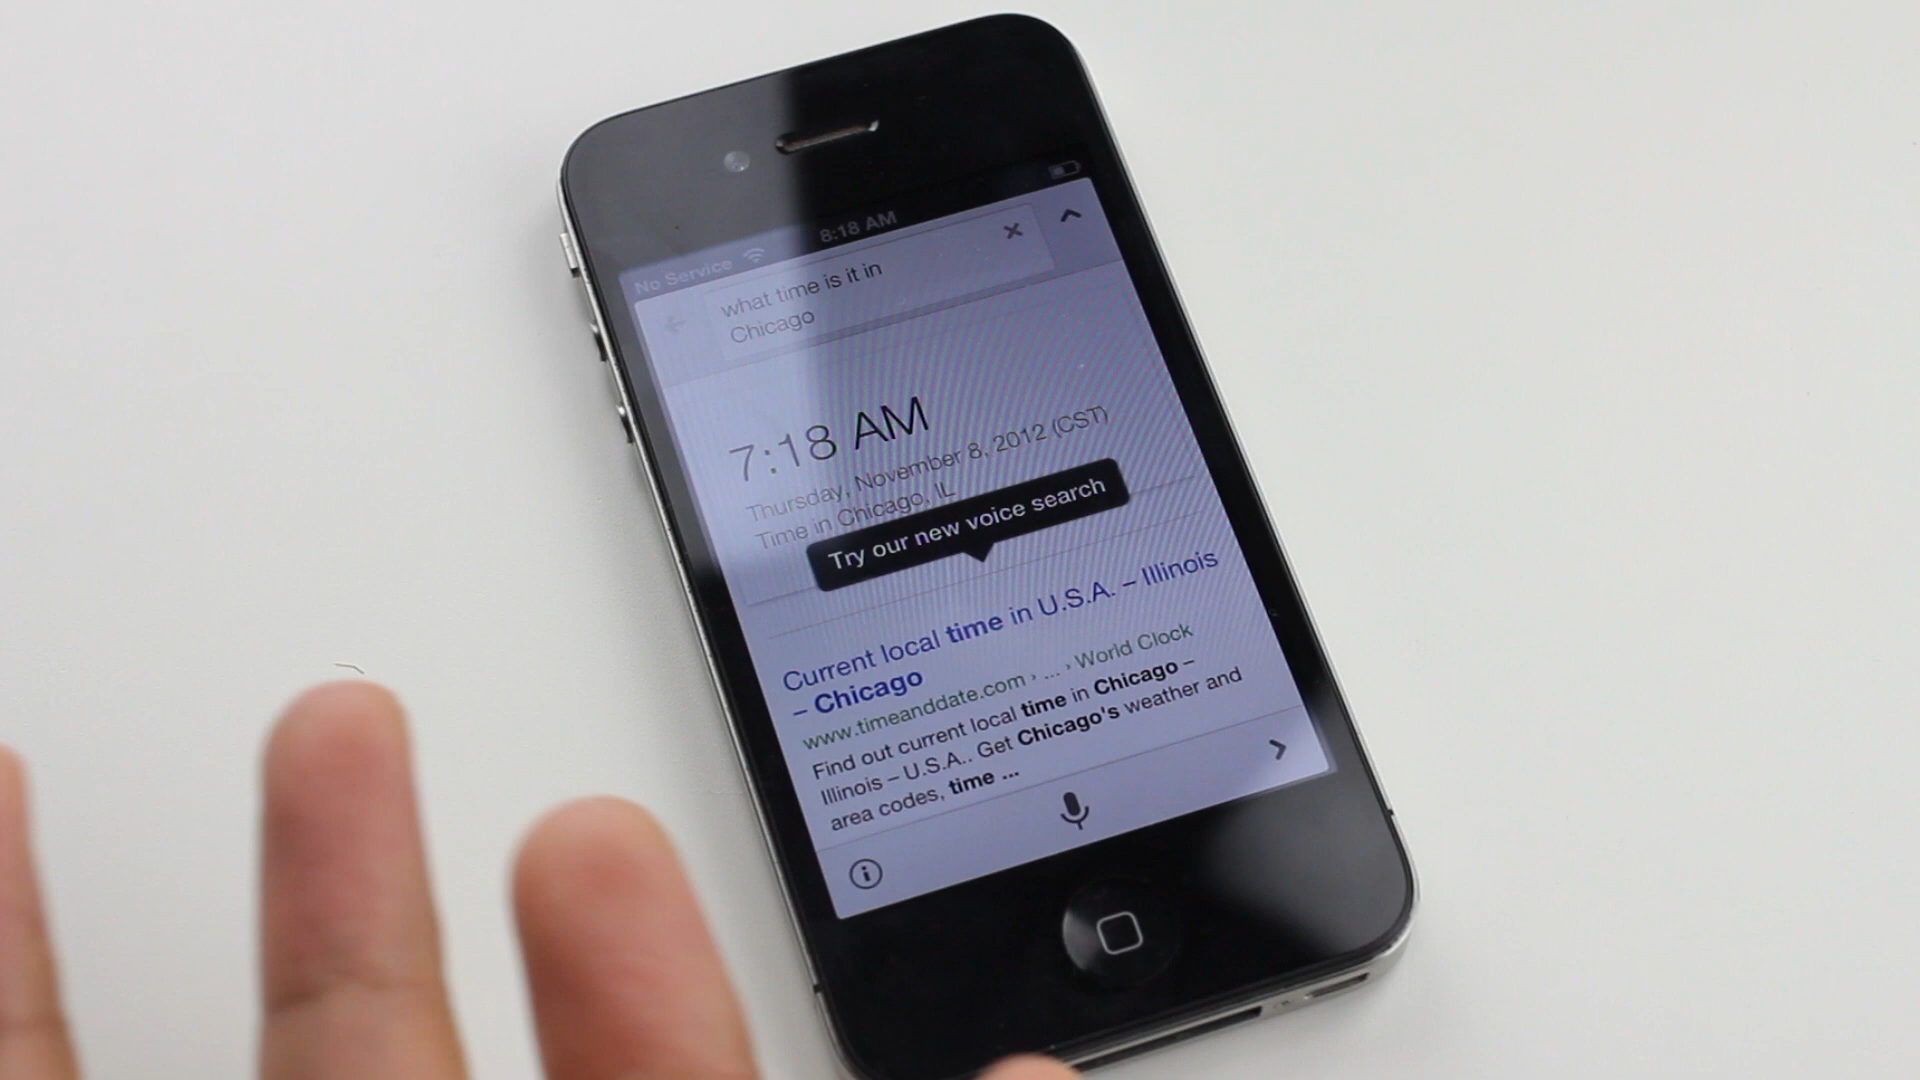 No Service 8:18 AM
what time is it in
Chicago
7:18 AM
Thursday, November 8, 2012 (CST)
Time in Chicago, IL
Try our new voice search
Current local time in U.S.A. – Illinois
– Chicago
www.timeanddate.com › ... › World Clock
Find out current local time in Chicago –
Illinois – U.S.A.. Get Chicago's weather and
area codes, time ...